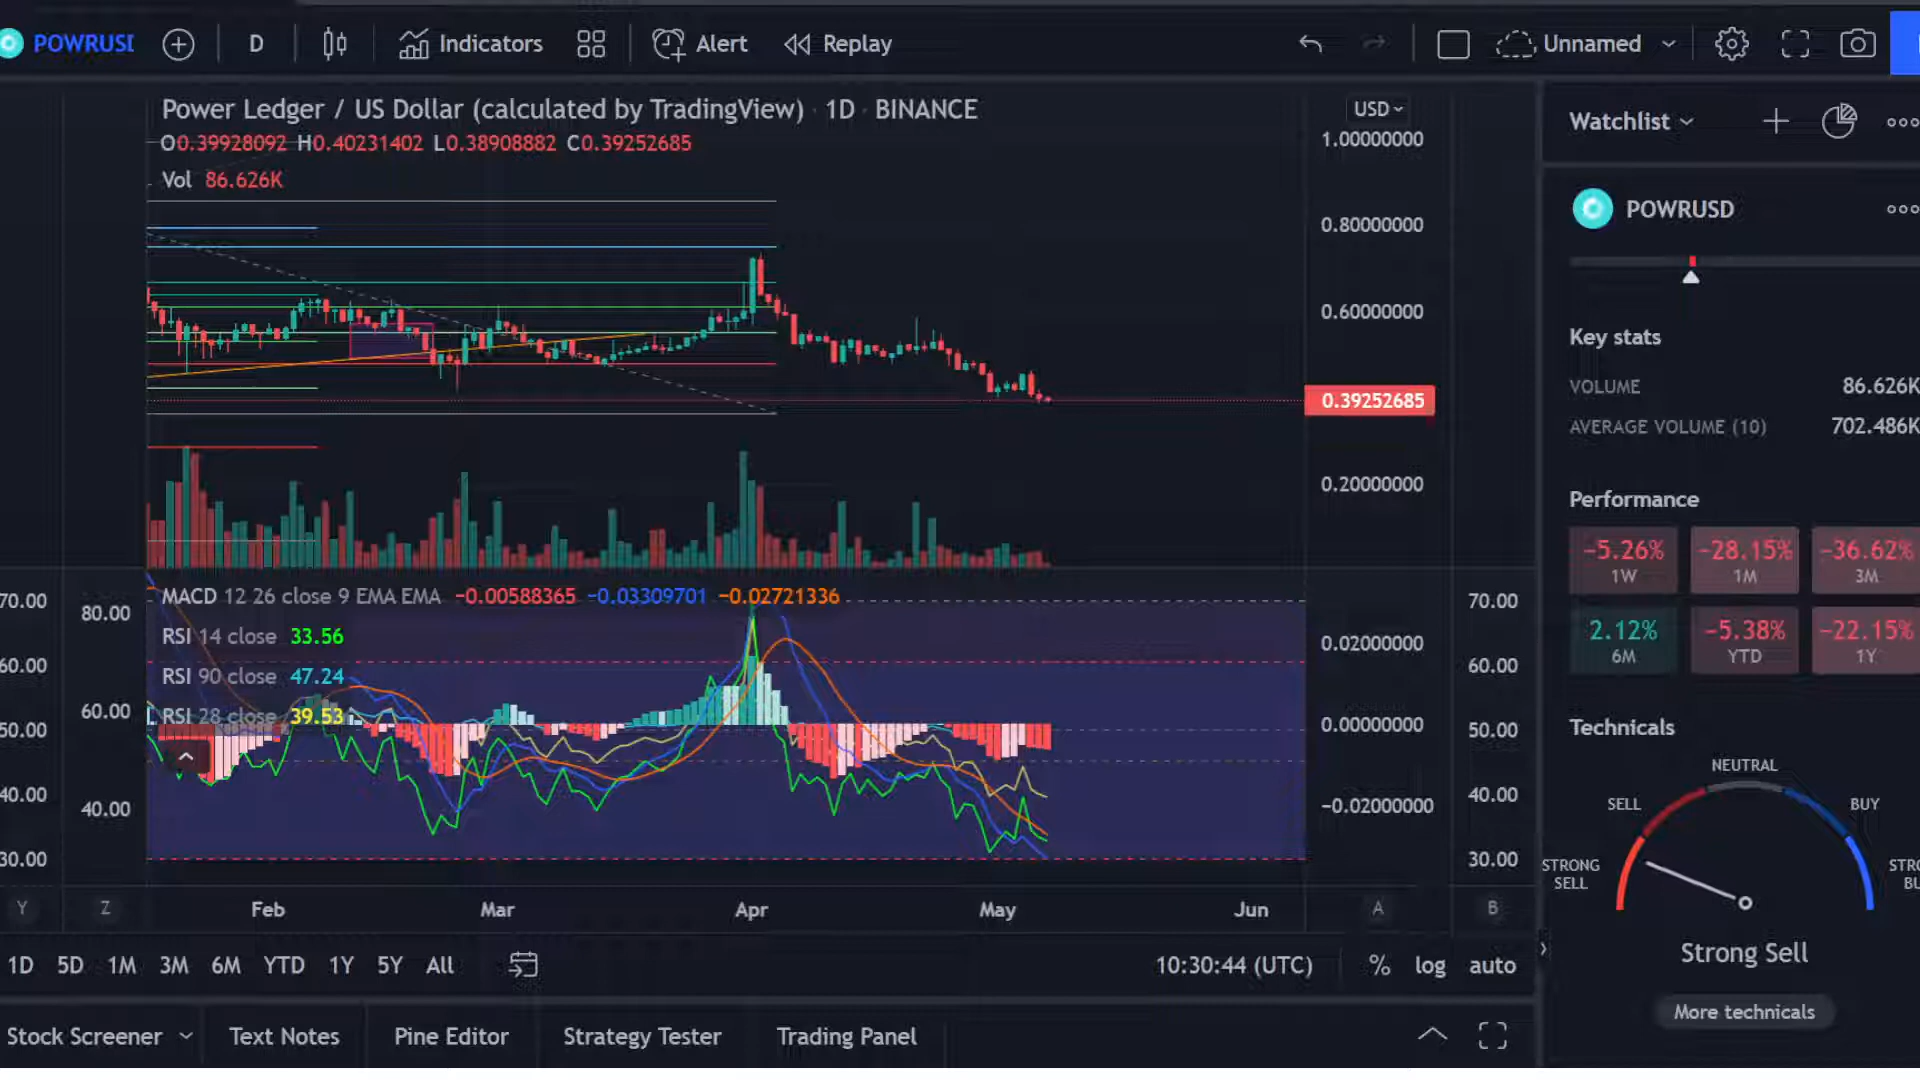 POWRUSI
D
Indicators
Alert
Replay
Unnamed
Power Ledger / US Dollar (calculated by TradingView) · 1D · BINANCE
O0.39928092 H0.40231402 L0.38908882 C0.39252685
Vol 86.626K
USD
1.00000000
0.80000000
0.60000000
0.39252685
0.20000000
MACD 12 26 close 9 EMA EMA −0.00588365 −0.03309701 −0.02721336
RSI 14 close 33.56
RSI 90 close 47.24
RSI 28 close 39.53
70.00
60.00
50.00
40.00
30.00
80.00
60.00
40.00
0.02000000
0.00000000
−0.02000000
70.00
60.00
50.00
40.00
30.00
Y
Z
Feb
Mar
Apr
May
Jun
A
B
1D 5D 1M 3M 6M YTD 1Y 5Y All
10:30:44 (UTC)
% log auto
Stock Screener
Text Notes
Pine Editor
Strategy Tester
Trading Panel
Watchlist
POWRUSD
Key stats
VOLUME 86.626K
AVERAGE VOLUME (10) 702.486K
Performance
−5.26% −28.15% −36.62%
1W 1M 3M
2.12% −5.38% −22.15%
6M YTD 1Y
Technicals
NEUTRAL
SELL
BUY
STRONG
SELL
STRO
BU
Strong Sell
More technicals